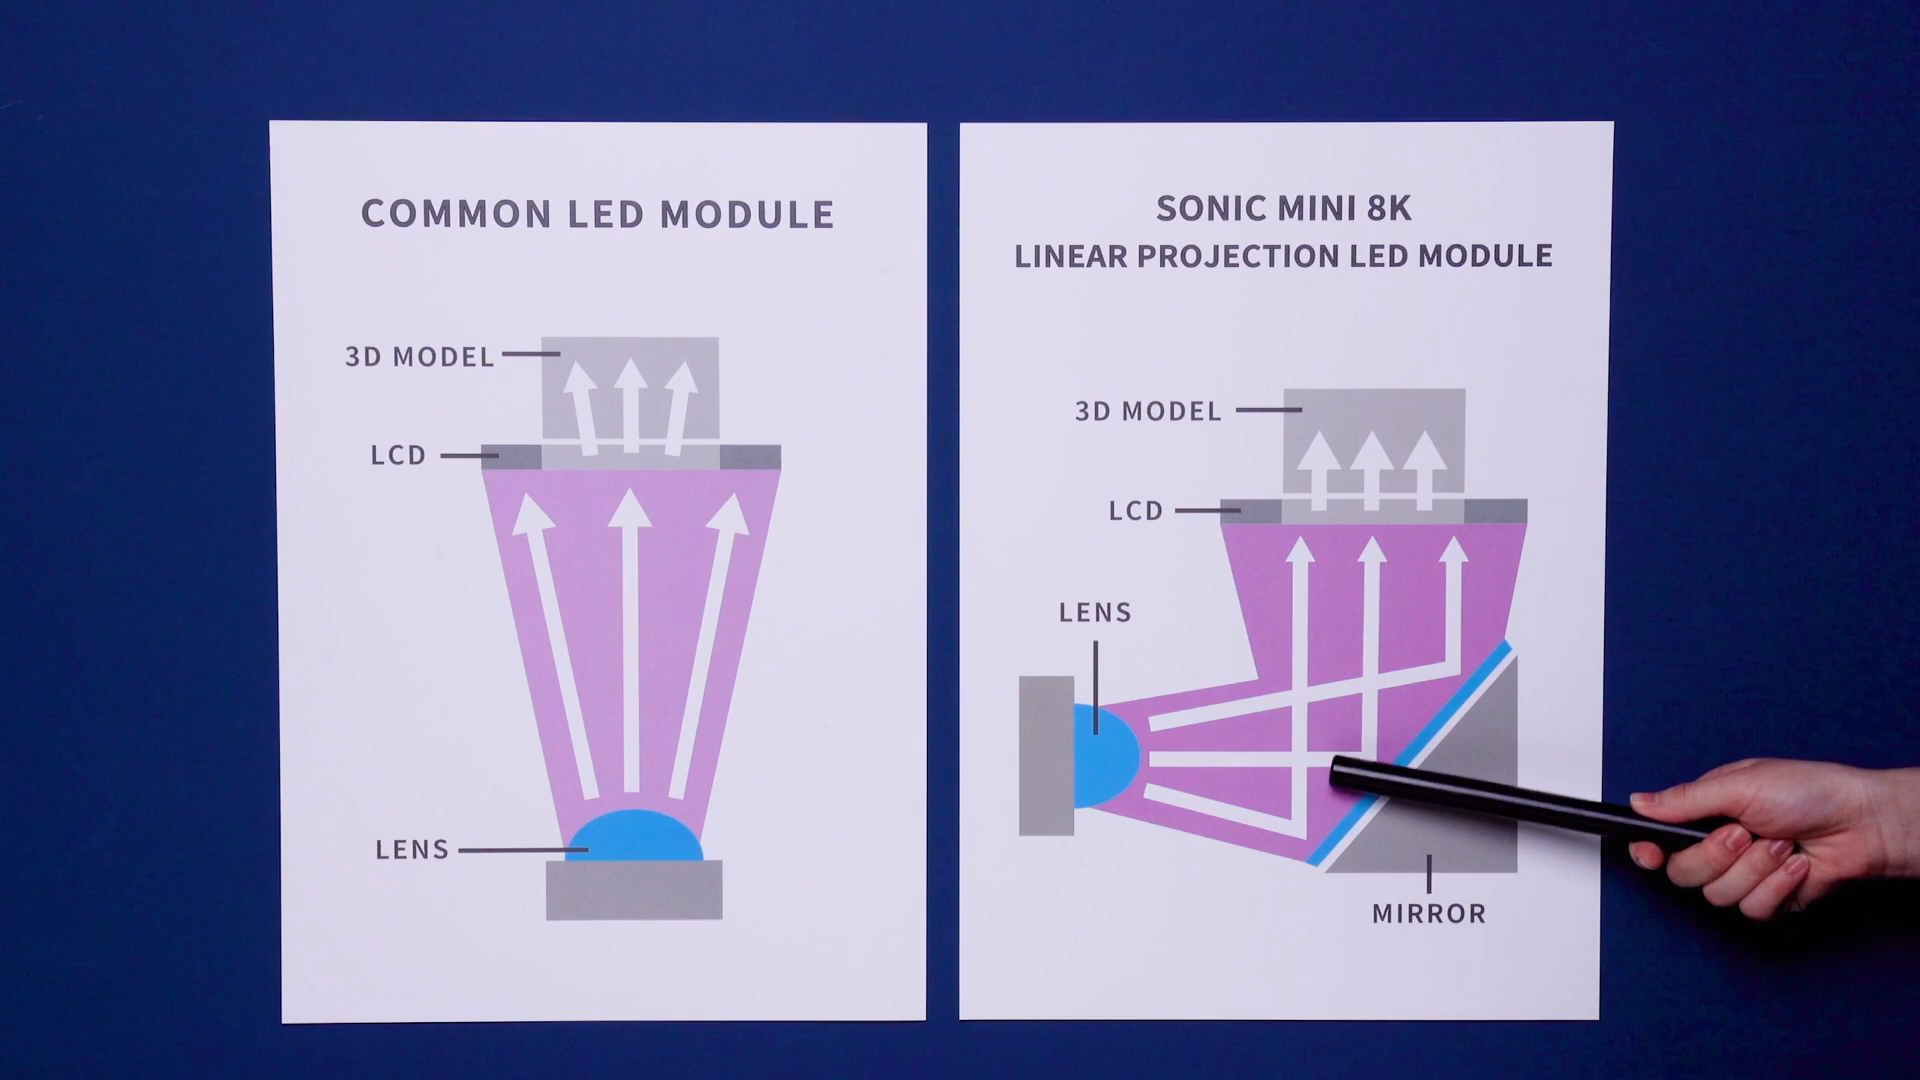 COMMON LED MODULE
3D MODEL
LCD
LENS
SONIC MINI 8K
LINEAR PROJECTION LED MODULE
3D MODEL
LCD
LENS
MIRROR